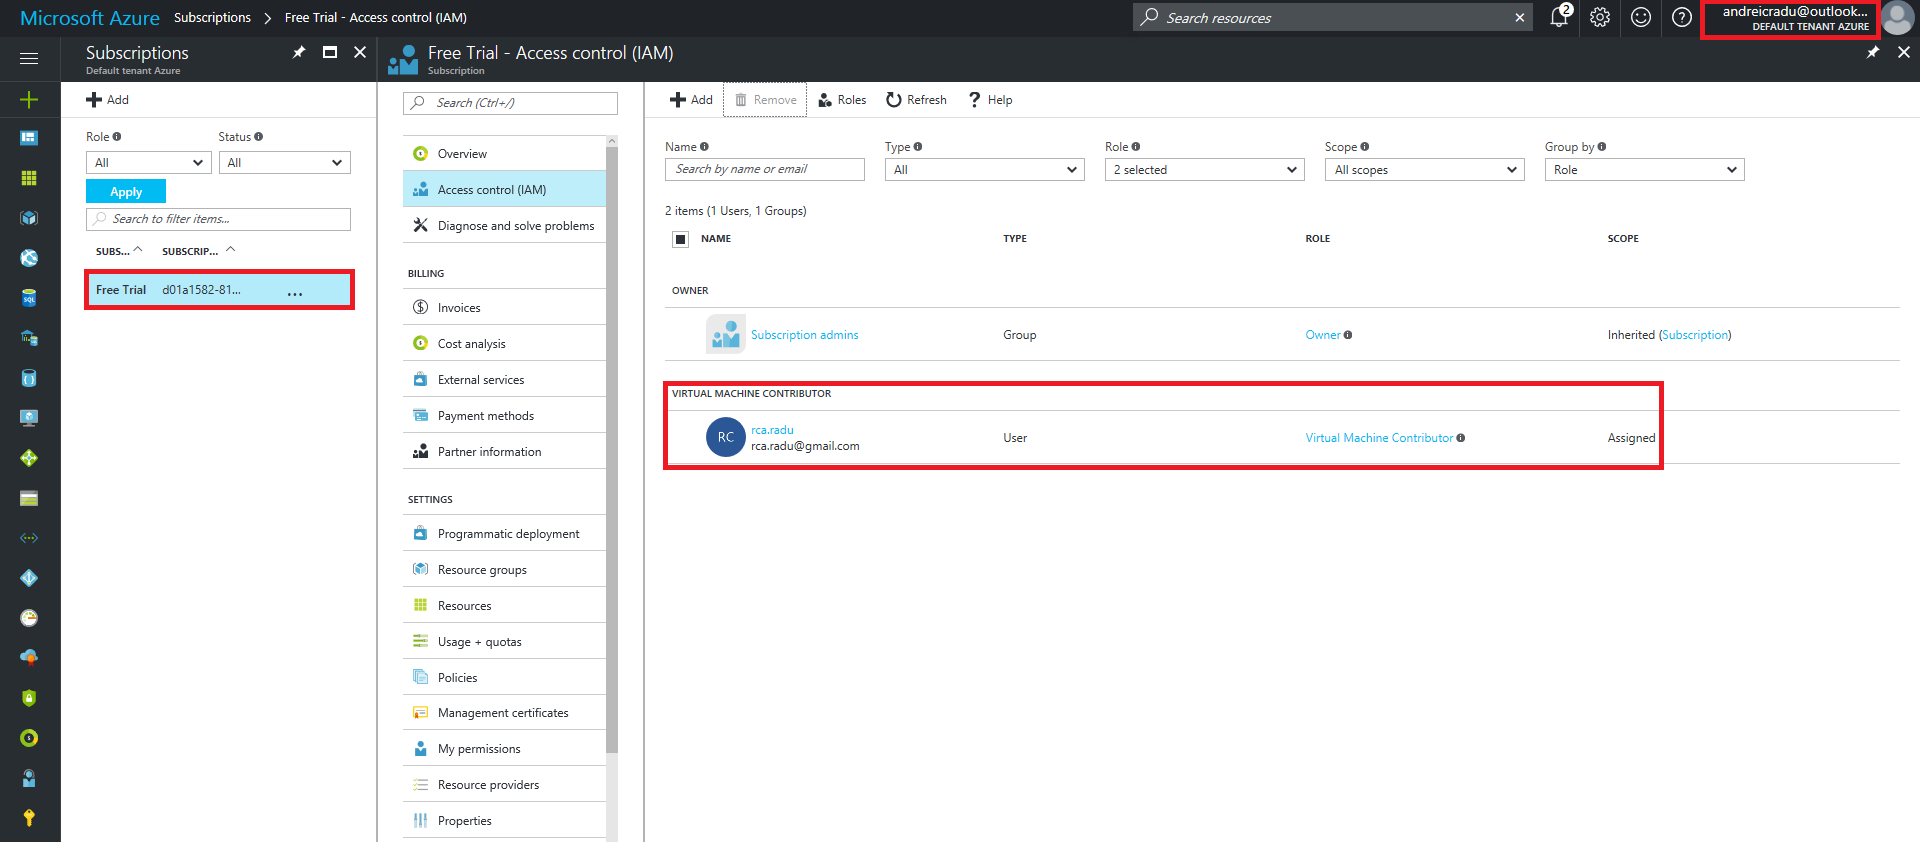 Microsoft Azure Subscriptions > Free Trial - Access control (IAM)
Search resources
2
andreicradu@outlook...
DEFAULT TENANT AZURE
Subscriptions
Default tenant Azure
Add
Role
Status
All
All
Apply
Search to filter items...
SUBS...
SUBSCRIP...
Free Trial
d01a1582-81...
...
Free Trial - Access control (IAM)
Subscription
Search (Ctrl+/)
Overview
Access control (IAM)
Diagnose and solve problems
BILLING
Invoices
Cost analysis
External services
Payment methods
Partner information
SETTINGS
Programmatic deployment
Resource groups
Resources
Usage + quotas
Policies
Management certificates
My permissions
Resource providers
Properties
Add
Remove
Roles
Refresh
Help
Name
Type
Role
Scope
Group by
Search by name or email
All
2 selected
All scopes
Role
2 items (1 Users, 1 Groups)
NAME
TYPE
ROLE
SCOPE
OWNER
Subscription admins
Group
Owner
Inherited (Subscription)
VIRTUAL MACHINE CONTRIBUTOR
RC
rca.radu
rca.radu@gmail.com
User
Virtual Machine Contributor
Assigned